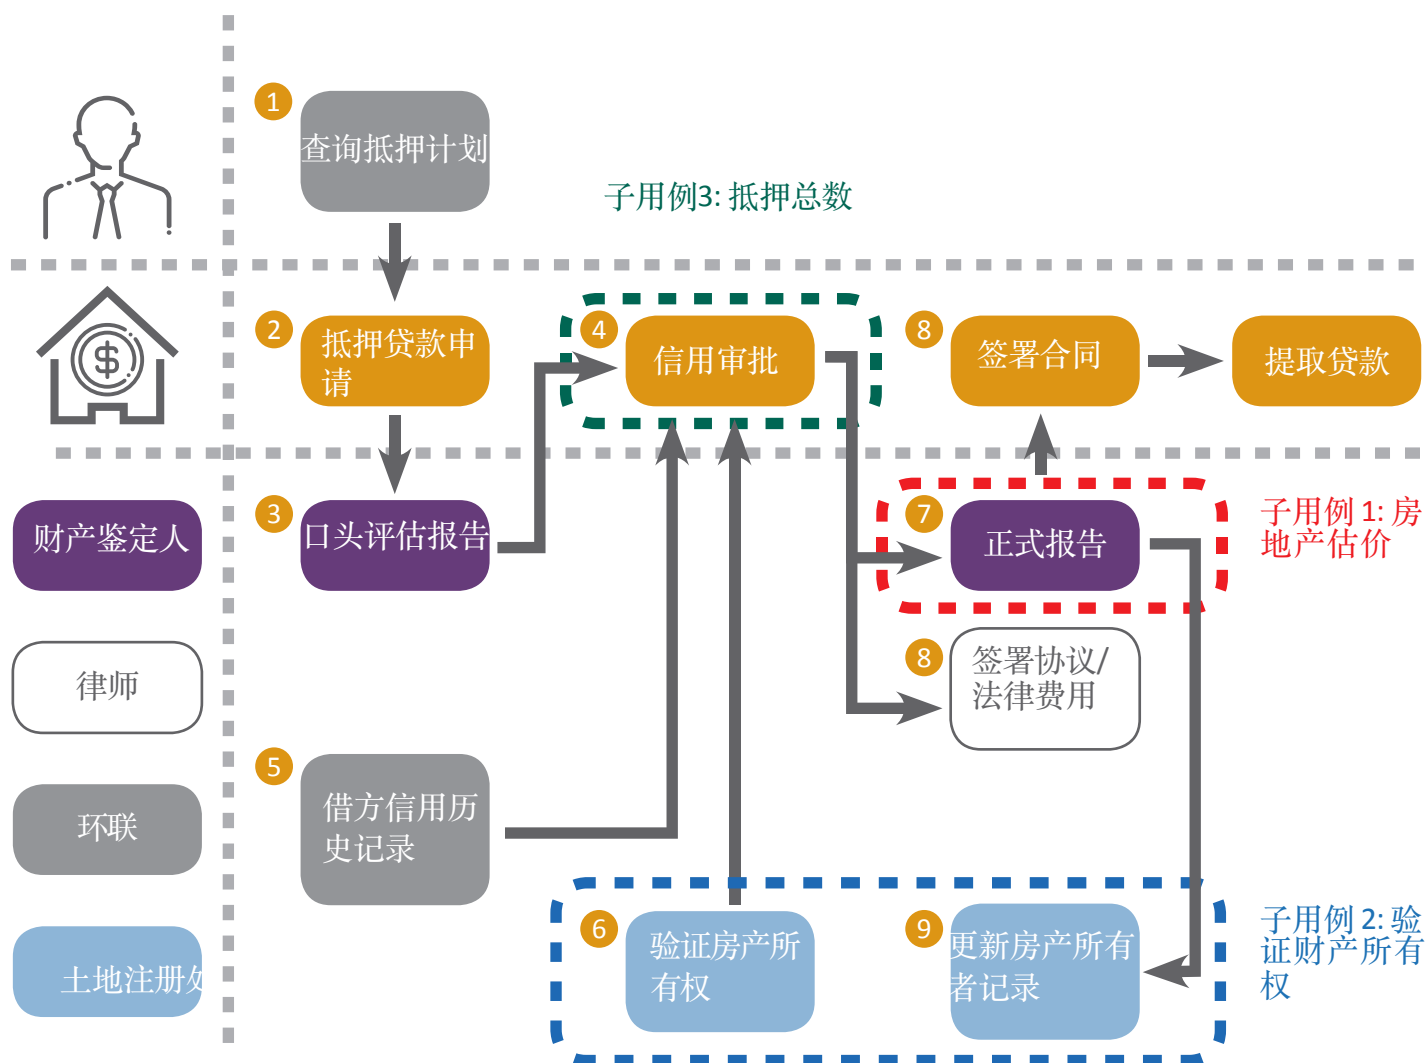 1
查询抵押计划
子用例3: 抵押总数
2
抵押贷款申
请
4
信用审批
8
签署合同
提取贷款
财产鉴定人
3
口头评估报告
7
正式报告
子用例 1: 房
地产估价
律师
8
签署协议/
法律费用
环联
5
借方信用历
史记录
土地注册处
6
验证房产所
有权
9
更新房产所有
者记录
子用例 2: 验
证财产所有
权